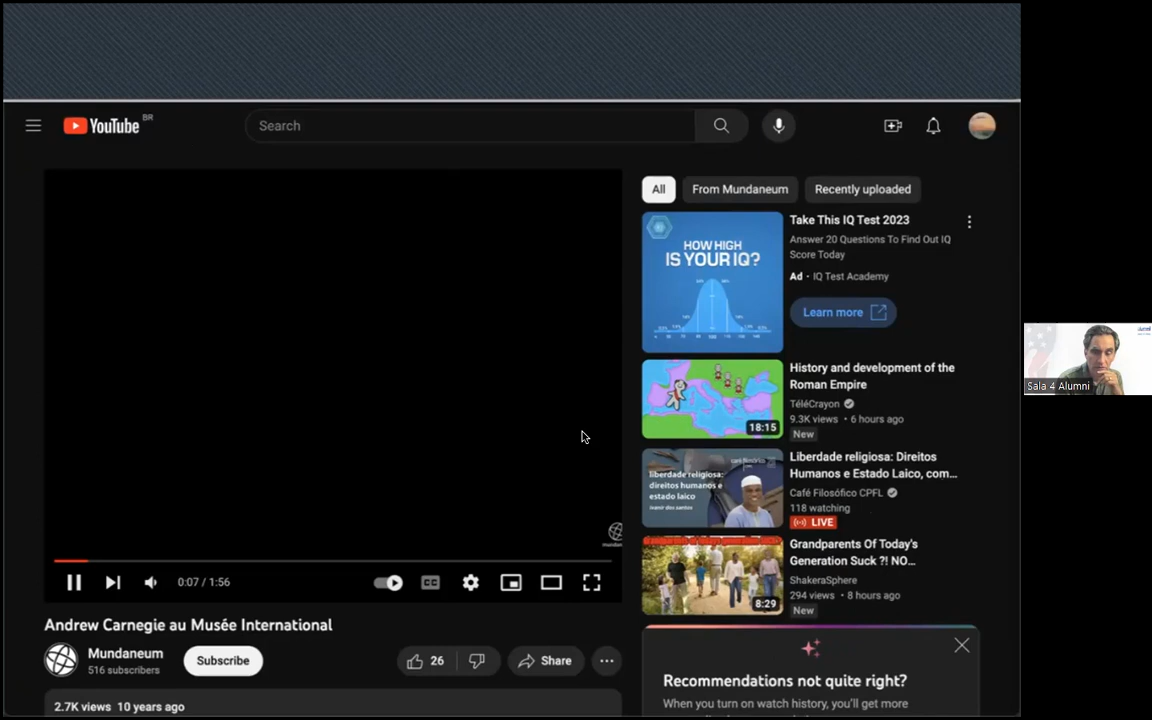 YouTube BR
Search
All
From Mundaneum
Recently uploaded
HOW HIGH
IS YOUR IQ?
Take This IQ Test 2023
Answer 20 Questions To Find Out IQ
Score Today
Ad · IQ Test Academy
Learn more
18:15
History and development of the
Roman Empire
TéléCrayon
9.3K views • 6 hours ago
New
café filosófico
liberdade religiosa:
direitos humanos e
estado laico
ivanir dos santos
Liberdade religiosa: Direitos
Humanos e Estado Laico, com...
Café Filosófico CPFL
118 watching
LIVE
8:29
Grandparents Of Today's
Generation Suck ?! NO...
ShakeraSphere
294 views • 8 hours ago
New
0:07 / 1:56
CC
Andrew Carnegie au Musée International
Mundaneum
516 subscribers
Subscribe
26
Share
2.7K views 10 years ago
Recommendations not quite right?
When you turn on watch history, you'll get more
Sala 4 Alumni